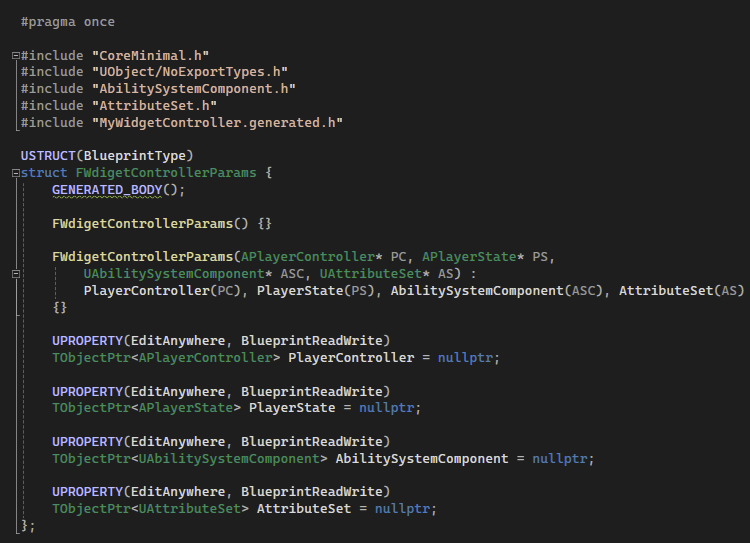 #pragma once
#include "CoreMinimal.h"
#include "UObject/NoExportTypes.h"
#include "AbilitySystemComponent.h"
#include "AttributeSet.h"
#include "MyWidgetController.generated.h"
USTRUCT(BlueprintType)
struct FWdigetControllerParams {
GENERATED_BODY();
FWdigetControllerParams() {}
FWdigetControllerParams(APlayerController* PC, APlayerState* PS,
UAbilitySystemComponent* ASC, UAttributeSet* AS) :
PlayerController(PC), PlayerState(PS), AbilitySystemComponent(ASC), AttributeSet(AS)
{}
UPROPERTY(EditAnywhere, BlueprintReadWrite)
TObjectPtr<APlayerController> PlayerController = nullptr;
UPROPERTY(EditAnywhere, BlueprintReadWrite)
TObjectPtr<APlayerState> PlayerState = nullptr;
UPROPERTY(EditAnywhere, BlueprintReadWrite)
TObjectPtr<UAbilitySystemComponent> AbilitySystemComponent = nullptr;
UPROPERTY(EditAnywhere, BlueprintReadWrite)
TObjectPtr<UAttributeSet> AttributeSet = nullptr;
};